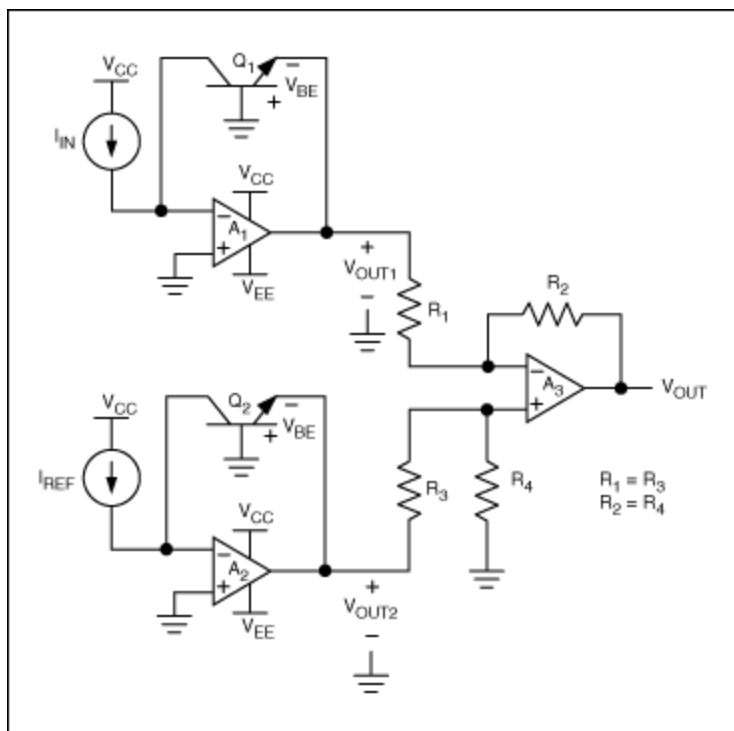 Q1
VCC
−
VBE
+
IIN
VCC
−
A1
+
+
VOUT1
−
VEE
R1
R2
−
A3
+
VOUT
VCC
Q2
−
VBE
+
IREF
R3
R4
R1 = R3
R2 = R4
VCC
−
A2
+
+
VOUT2
−
VEE